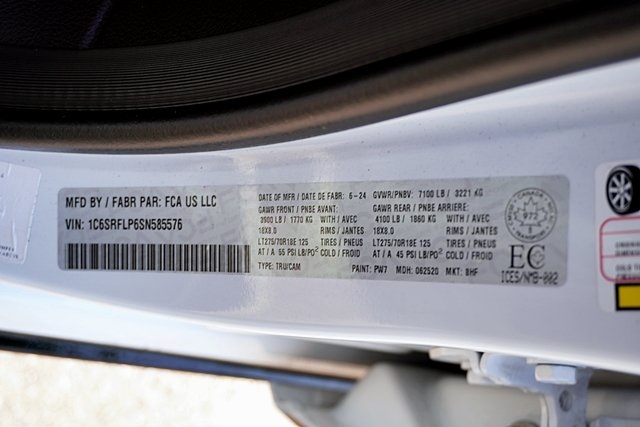 MFD BY / FABR PAR: FCA US LLC
VIN: 1C6SRFLP6SN585576
DATE OF MFR / DATE DE FABR: 6-24 GVWR/PNBV: 7100 LB / 3221 KG
GAWR FRONT / PNBE AVANT: GAWR REAR / PNBE ARRIERE:
3900 LB / 1770 KG WITH / AVEC 4100 LB / 1860 KG WITH / AVEC
18X8.0 RIMS / JANTES 18X8.0 RIMS / JANTES
LT275/70R18E 125 TIRES / PNEUS LT275/70R18E 125 TIRES / PNEUS
AT / A 55 PSI LB/PO² COLD / FROID AT / A 45 PSI LB/PO² COLD / FROID
TYPE: TRU/CAM PAINT: PW7 MDH: 062520 MKT: BHF
CANADA
972
EC
ICES/NMB-002